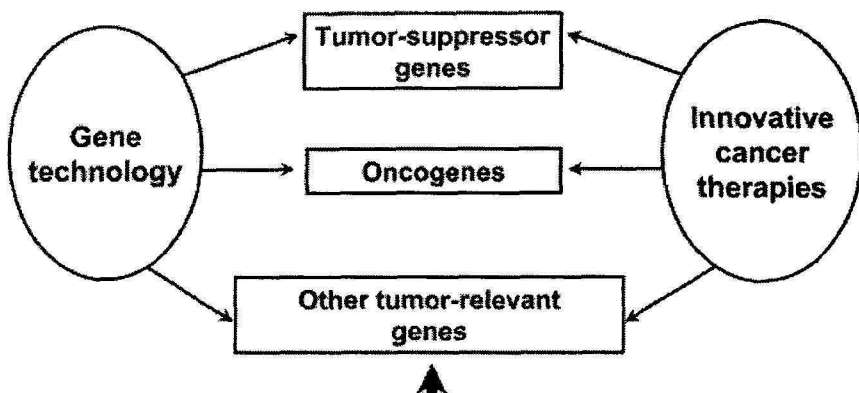 Tumor-suppressor
genes
Gene
technology
Innovative
cancer
therapies
Oncogenes
Other tumor-relevant
genes